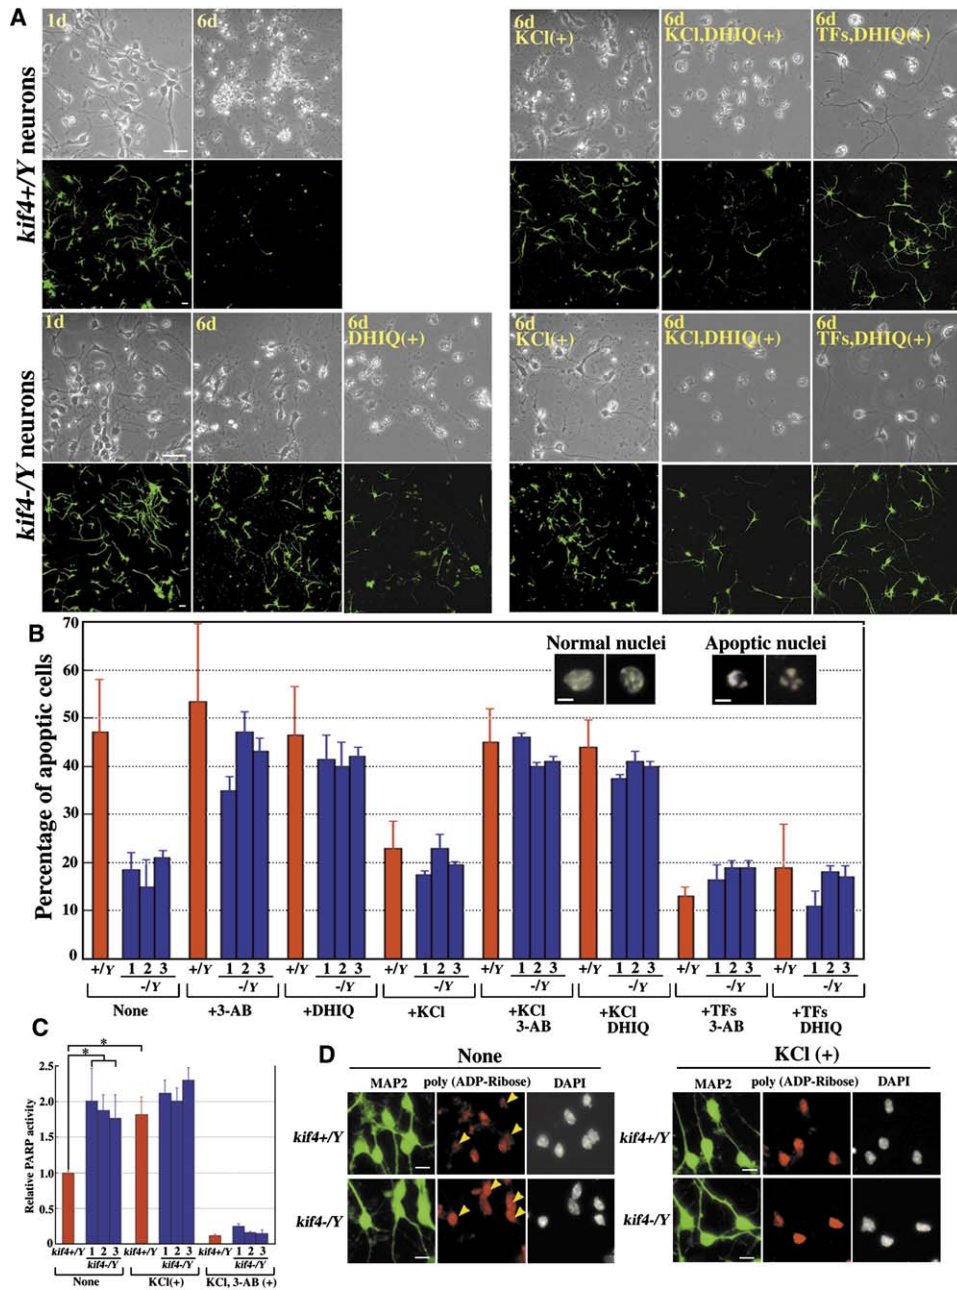 A
kif4+/Y neurons
1d
6d
6d
KCl(+)
6d
KCl,DHIQ(+)
6d
TFs,DHIQ(+)
kif4-/Y neurons
1d
6d
6d
DHIQ(+)
6d
KCl(+)
6d
KCl,DHIQ(+)
6d
TFs,DHIQ(+)
B
Percentage of apoptic cells
70
60
50
40
30
20
10
0
Normal nuclei
Apoptic nuclei
+/Y 1 2 3 +/Y 1 2 3 +/Y 1 2 3 +/Y 1 2 3 +/Y 1 2 3 +/Y 1 2 3 +/Y 1 2 3 +/Y 1 2 3
-/Y -/Y -/Y -/Y -/Y -/Y -/Y -/Y
None +3-AB +DHIQ +KCl +KCl +KCl +TFs +TFs
3-AB DHIQ 3-AB DHIQ
C
Relative PARP activity
2.5
2.0
1.5
1.0
0.5
0
* *
kif4+/Y 1 2 3 kif4+/Y 1 2 3 kif4+/Y 1 2 3
kif4-/Y kif4-/Y kif4-/Y
None KCl(+) KCl, 3-AB (+)
D
None
MAP2 poly (ADP-Ribose) DAPI
kif4+/Y
kif4-/Y
KCl (+)
MAP2 poly (ADP-Ribose) DAPI
kif4+/Y
kif4-/Y